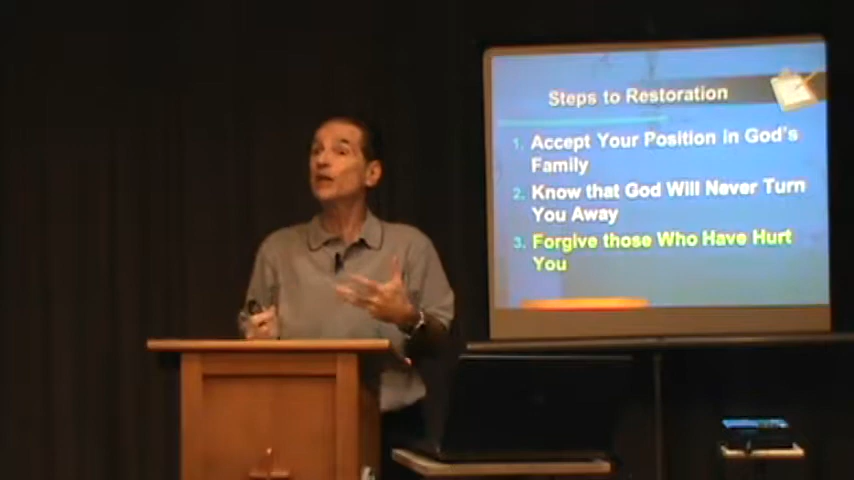 Steps to Restoration
1. Accept Your Position in God's
Family
2. Know that God Will Never Turn
You Away
3. Forgive those Who Have Hurt
You